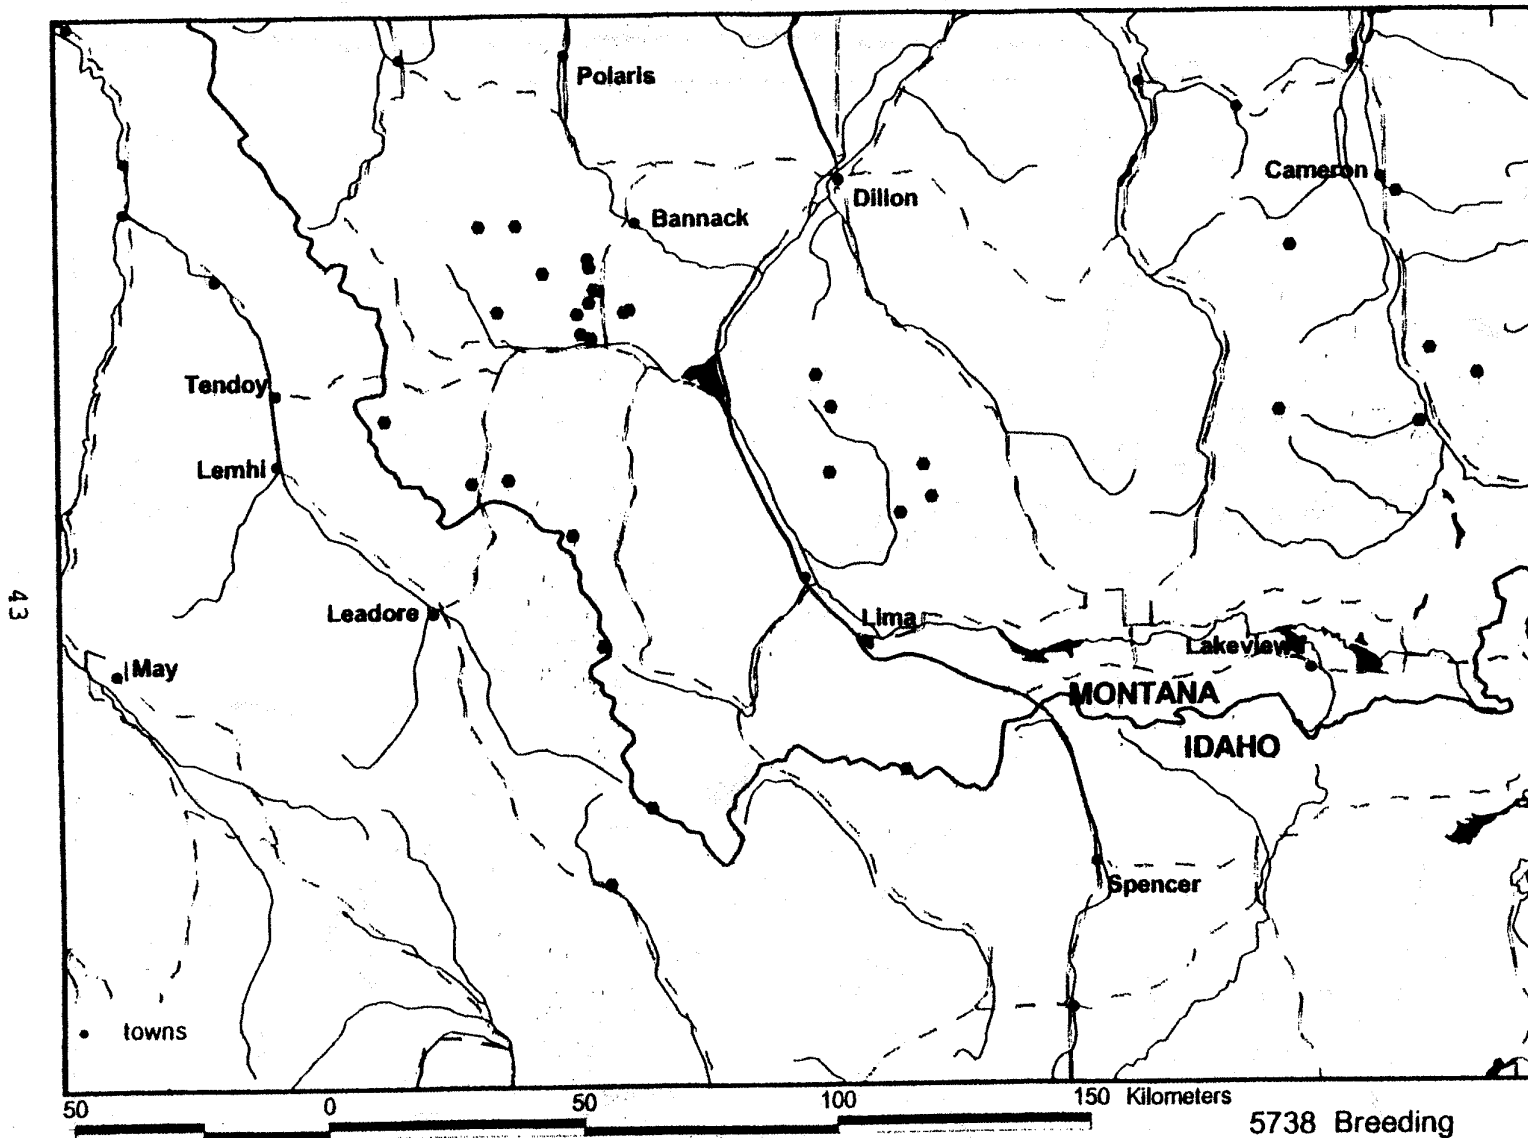 Polaris
Cameron
Dillon
Bannack
Tendoy
Lemhi
Leadore
Lima
Lakeview
May
MONTANA
IDAHO
Spencer
towns
43
50 0 50 100 150 Kilometers
5738 Breeding